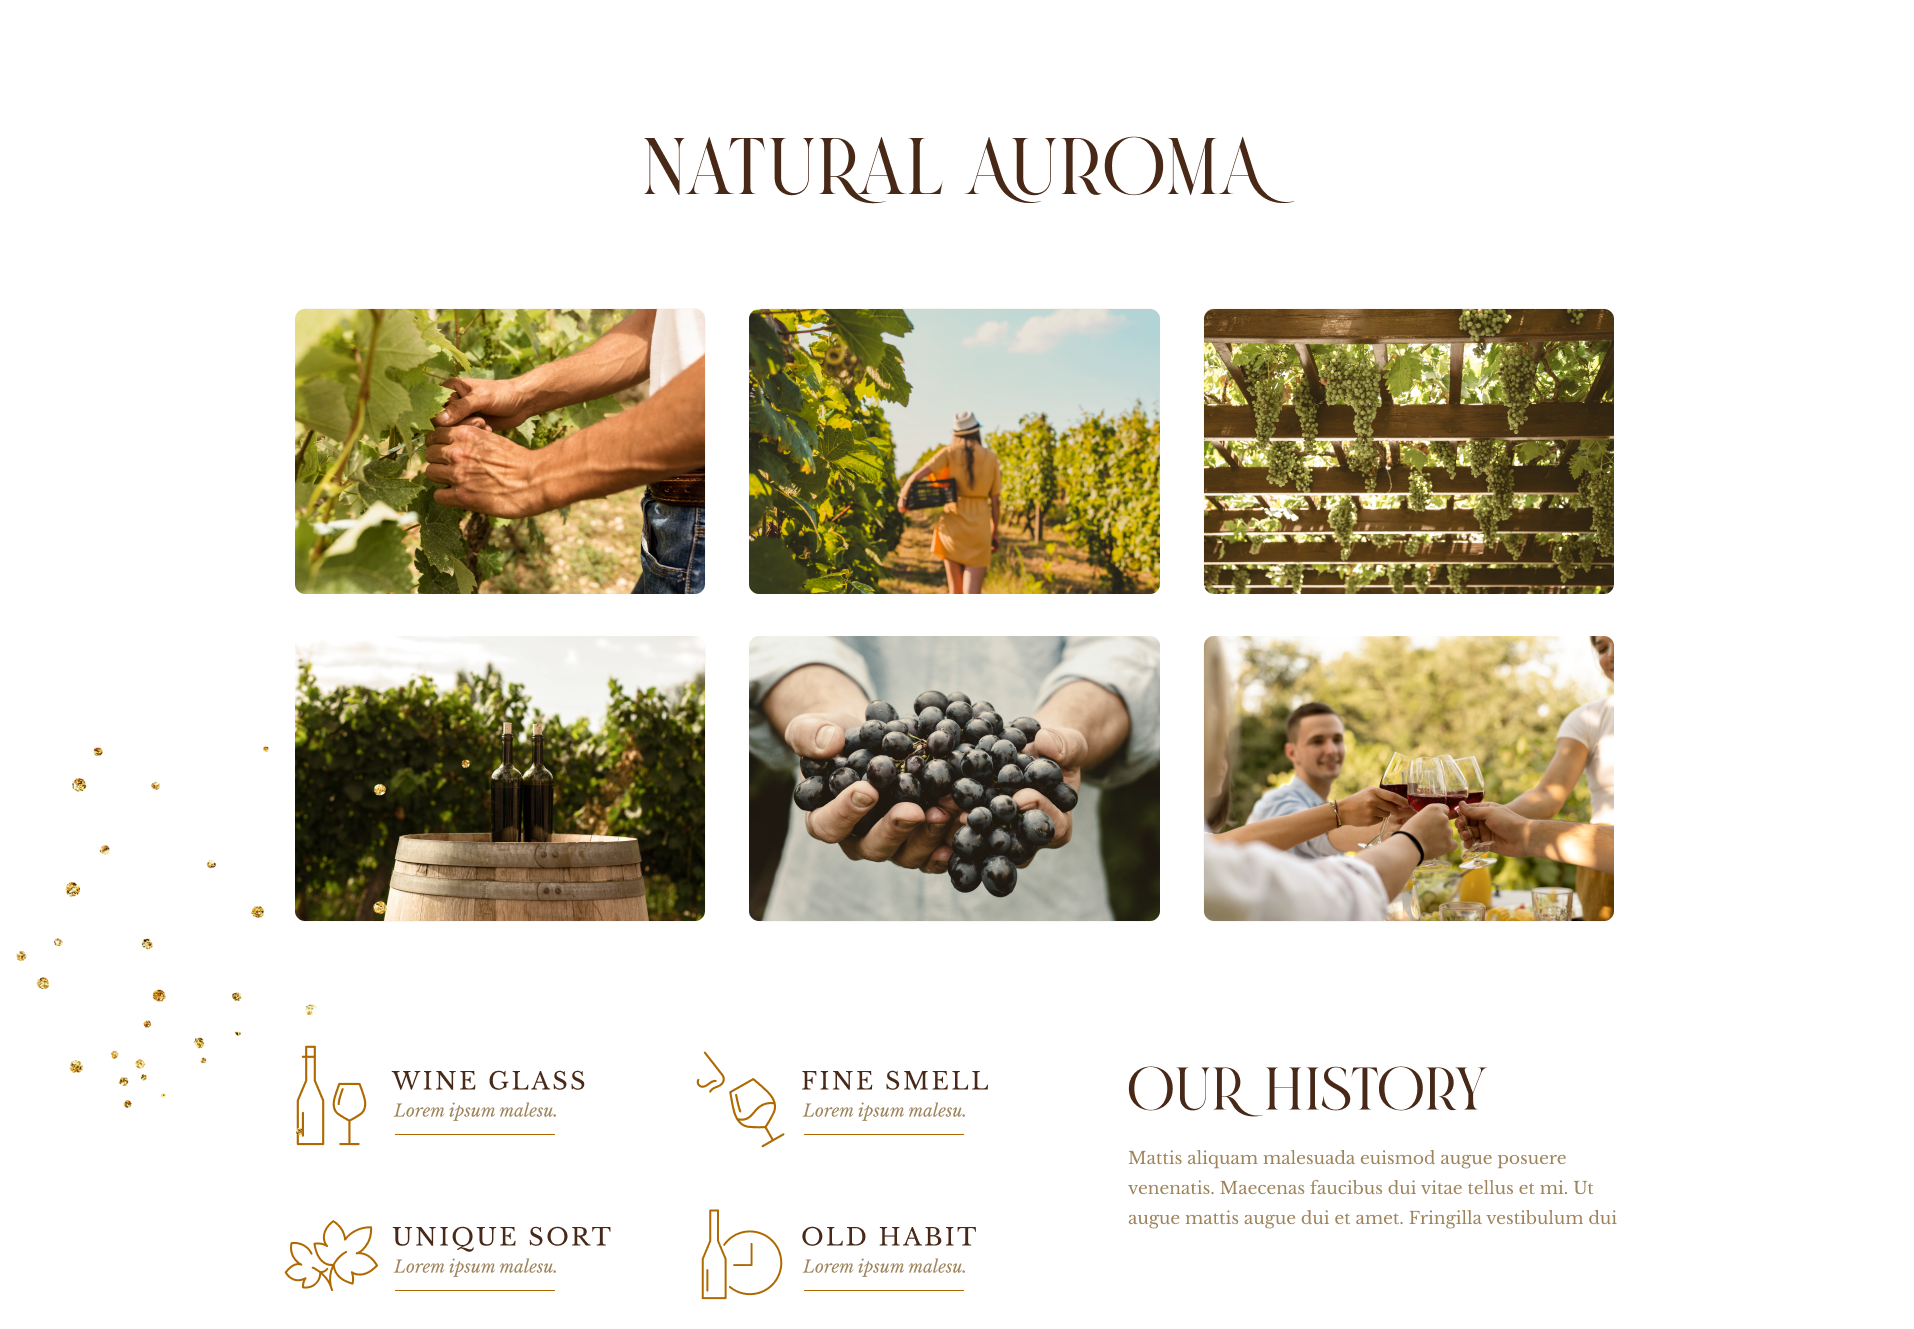 NATURAL AUROMA
WINE GLASS
Lorem ipsum malesu.
FINE SMELL
Lorem ipsum malesu.
UNIQUE SORT
Lorem ipsum malesu.
OLD HABIT
Lorem ipsum malesu.
OUR HISTORY
Mattis aliquam malesuada euismod augue posuere
venenatis. Maecenas faucibus dui vitae tellus et mi. Ut
augue mattis augue dui et amet. Fringilla vestibulum dui